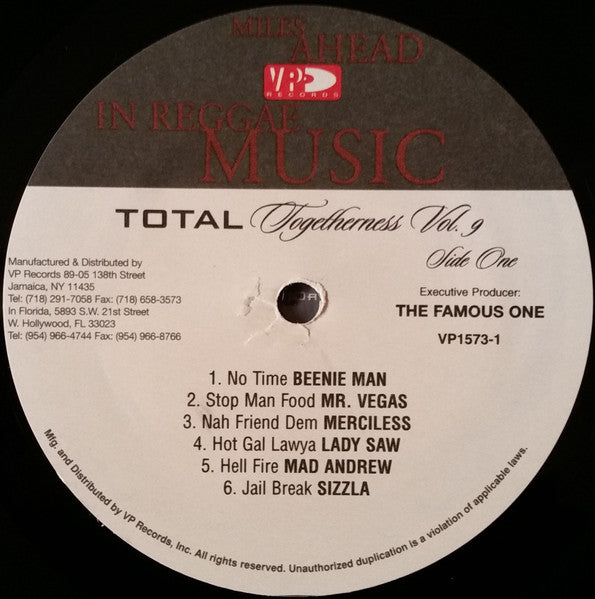 MILES
AHEAD
VP
RECORDS
IN REGGAE
MUSIC
TOTAL Togetherness Vol. 9
Side One
Manufactured & Distributed by
VP Records 89-05 138th Street
Jamaica, NY 11435
Tel: (718) 291-7058 Fax: (718) 658-3573
In Florida, 5893 S.W. 21st Street
W. Hollywood, FL 33023
Tel: (954) 966-4744 Fax: (954) 966-8766
Executive Producer:
THE FAMOUS ONE
VP1573-1
1. No Time BEENIE MAN
2. Stop Man Food MR. VEGAS
3. Nah Friend Dem MERCILESS
4. Hot Gal Lawya LADY SAW
5. Hell Fire MAD ANDREW
6. Jail Break SIZZLA
Mfg. and Distributed by VP Records, Inc. All rights reserved. Unauthorized duplication is a violation of applicable laws.